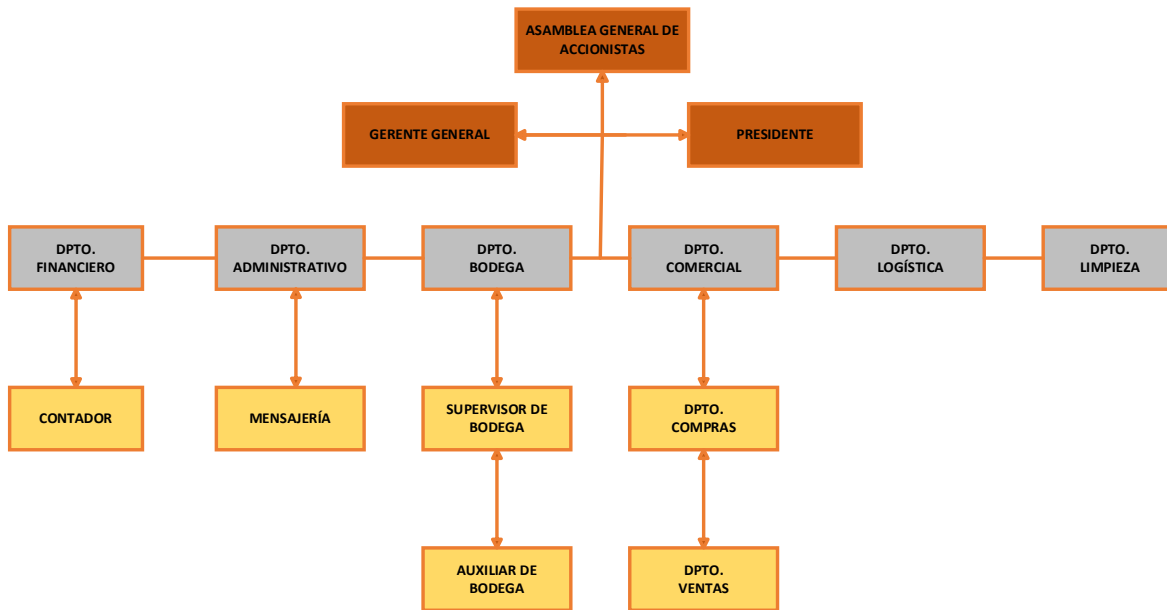 ASAMBLEA GENERAL DE
ACCIONISTAS
GERENTE GENERAL
PRESIDENTE
DPTO.
FINANCIERO
DPTO.
ADMINISTRATIVO
DPTO.
BODEGA
DPTO.
COMERCIAL
DPTO.
LOGÍSTICA
DPTO.
LIMPIEZA
CONTADOR
MENSAJERÍA
SUPERVISOR DE
BODEGA
DPTO.
COMPRAS
AUXILIAR DE
BODEGA
DPTO.
VENTAS